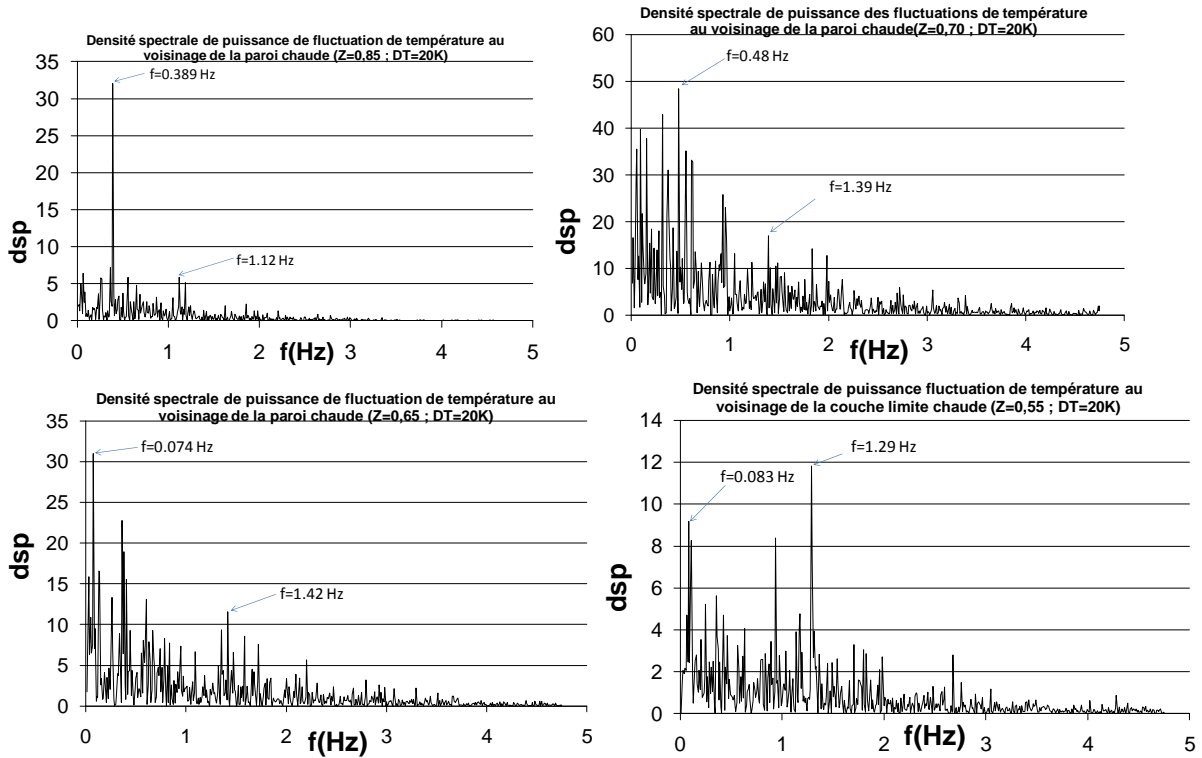 Densité spectrale de puissance de fluctuation de température au
voisinage de la paroi chaude (Z=0,85 ; DT=20K)
35
30
25
20
15
10
5
0
dsp
f=0.389 Hz
f=1.12 Hz
0 1 2 3 4 5
f(Hz)
Densité spectrale de puissance des fluctuations de température
au voisinage de la paroi chaude(Z=0,70 ; DT=20K)
60
50
40
30
20
10
0
dsp
f=0.48 Hz
f=1.39 Hz
0 1 2 3 4 5
f(Hz)
Densité spectrale de puissance de fluctuation de température au
voisinage de la paroi chaude (Z=0,65 ; DT=20K)
35
30
25
20
15
10
5
0
dsp
f=0.074 Hz
f=1.42 Hz
0 1 2 3 4 5
f(Hz)
Densité spectrale de puissance fluctuation de température au
voisinage de la couche limite chaude (Z=0,55 ; DT=20K)
14
12
10
8
6
4
2
0
dsp
f=0.083 Hz
f=1.29 Hz
0 1 2 3 4 5
f(Hz)